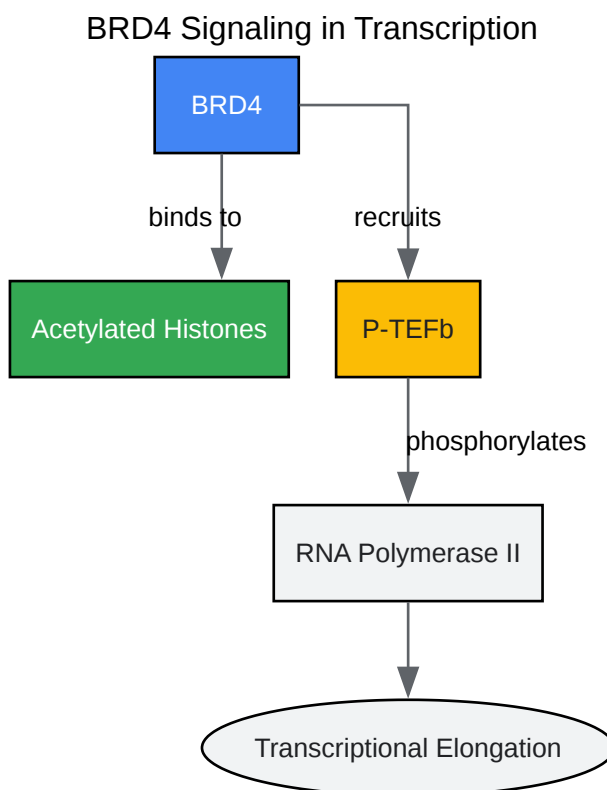 BRD4 Signaling in Transcription
BRD4
binds to
recruits
Acetylated Histones
P-TEFb
phosphorylates
RNA Polymerase II
Transcriptional Elongation